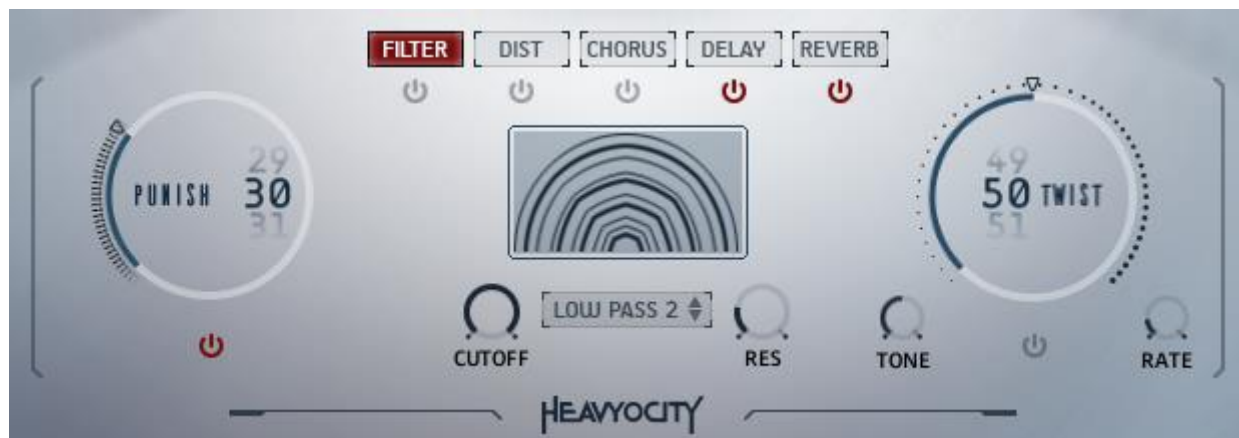 FILTER DIST CHORUS DELAY REVERB
29
PUNISH 30
31
49
50 TWIST
51
LOW PASS 2
CUTOFF RES TONE RATE
HEAVYOCITY